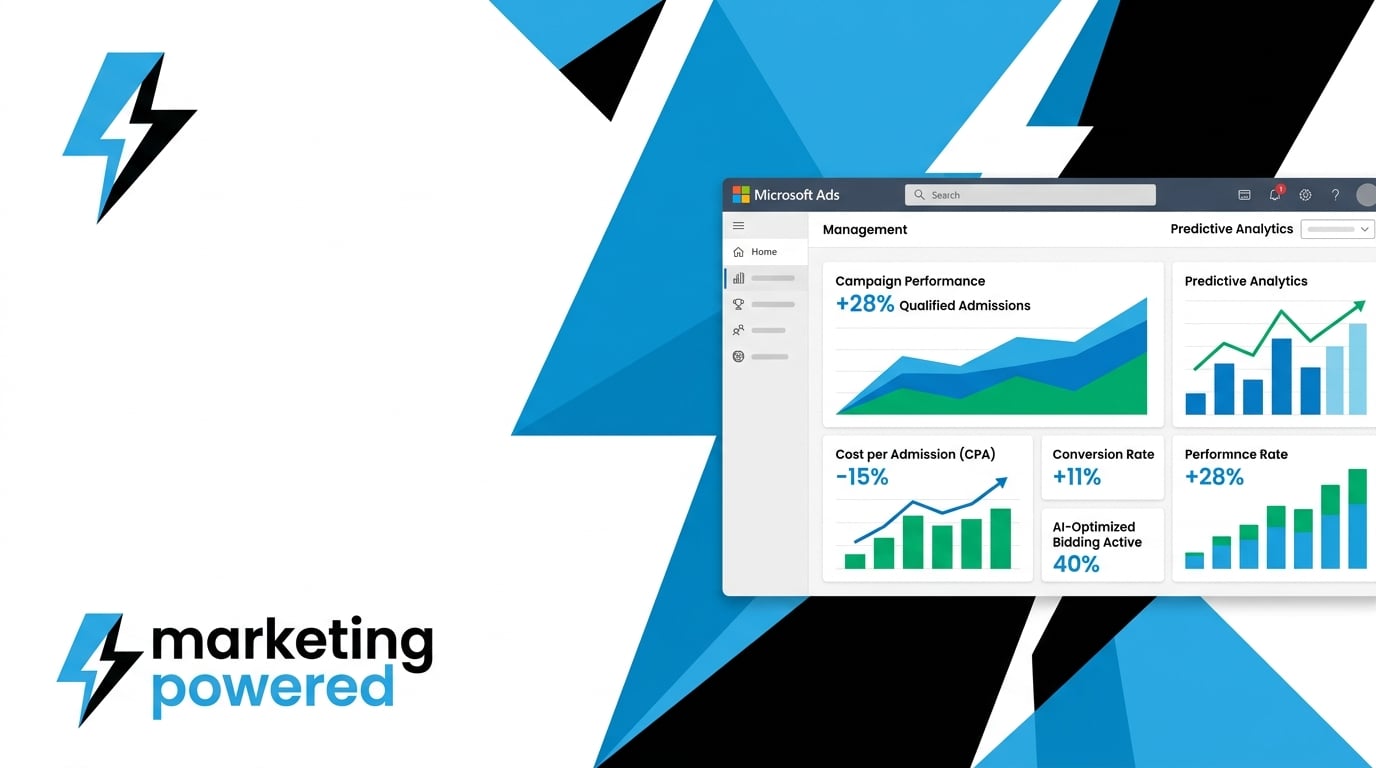 Microsoft Ads
Search
1
Home
Management
Predictive Analytics
Campaign Performance
+28% Qualified Admissions
Predictive Analytics
Cost per Admission (CPA)
-15%
Conversion Rate
+11%
AI-Optimized
Bidding Active
40%
Performnce Rate
+28%
marketing
powered